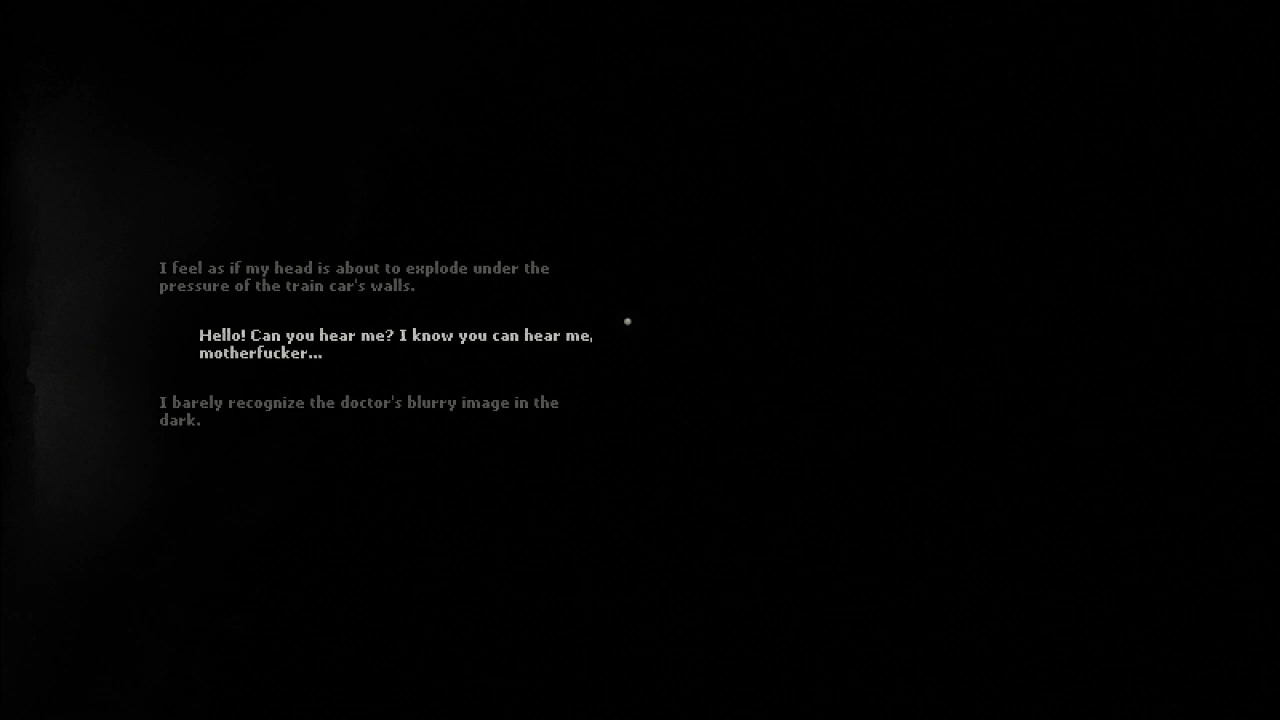 I feel as if my head is about to explode under the
pressure of the train car's walls.
Hello! Can you hear me? I know you can hear me,
motherfucker...
I barely recognize the doctor's blurry image in the
dark.